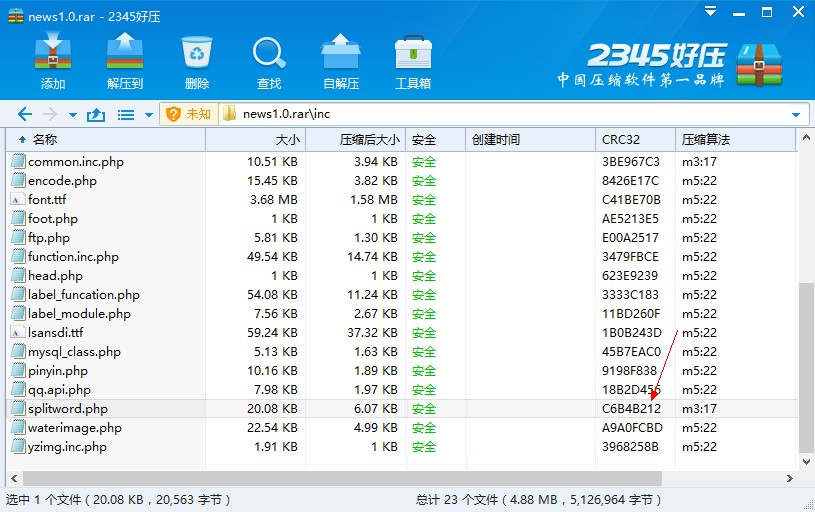 news1.0.rar - 2345好压
添加 解压到 删除 查找 自解压 工具箱
2345好压
中国压缩软件第一品牌
未知 news1.0.rar\inc
名称 大小 压缩后大小 安全 创建时间 CRC32 压缩算法
common.inc.php 10.51 KB 3.94 KB 安全 3BE967C3 m3:17
encode.php 15.45 KB 3.82 KB 安全 8426E17C m5:22
font.ttf 3.68 MB 1.58 MB 安全 C41BE70B m5:22
foot.php 1 KB 1 KB 安全 AE5213E5 m5:22
ftp.php 5.81 KB 1.30 KB 安全 E00A2517 m5:22
function.inc.php 49.54 KB 14.74 KB 安全 3479FBCE m5:22
head.php 1 KB 1 KB 安全 623E9239 m5:22
label_funcation.php 54.08 KB 11.24 KB 安全 3333C183 m5:22
label_module.php 7.56 KB 2.67 KB 安全 11BD260F m5:22
lsansdi.ttf 59.24 KB 37.32 KB 安全 1B0B243D m5:22
mysql_class.php 5.13 KB 1.63 KB 安全 45B7EAC0 m5:22
pinyin.php 10.16 KB 1.89 KB 安全 9198F838 m5:22
qq.api.php 7.98 KB 1.97 KB 安全 18B2D456 m5:22
splitword.php 20.08 KB 6.07 KB 安全 C6B4B212 m3:17
waterimage.php 22.54 KB 4.99 KB 安全 A9A0FCBD m5:22
yzimg.inc.php 1.91 KB 1 KB 安全 3968258B m5:22
选中 1 个文件 ( 20.08 KB，20,563 字节 ) 总计 23 个文件 ( 4.88 MB，5,126,964 字节 )